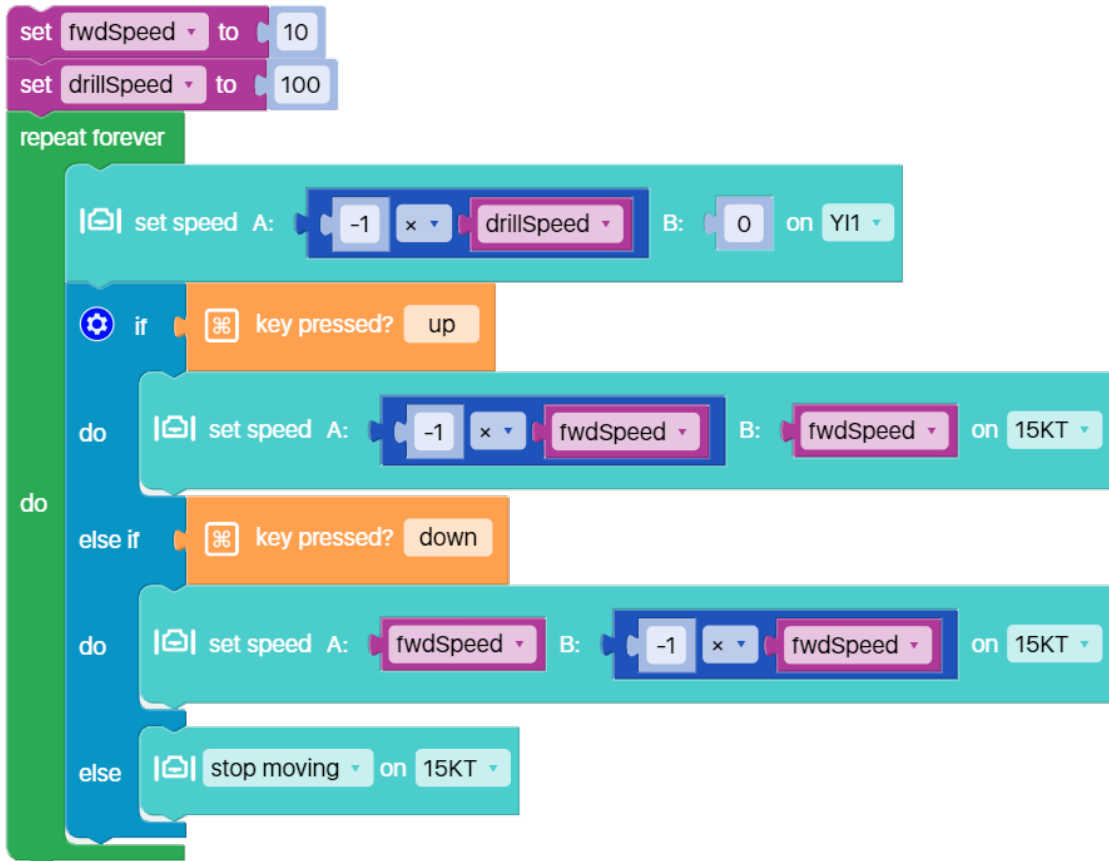 set fwdSpeed to 10
set drillSpeed to 100
repeat forever
set speed A: -1 × drillSpeed B: 0 on YI1
if key pressed? up
do set speed A: -1 × fwdSpeed B: fwdSpeed on 15KT
do
else if key pressed? down
do set speed A: fwdSpeed B: -1 × fwdSpeed on 15KT
else stop moving on 15KT